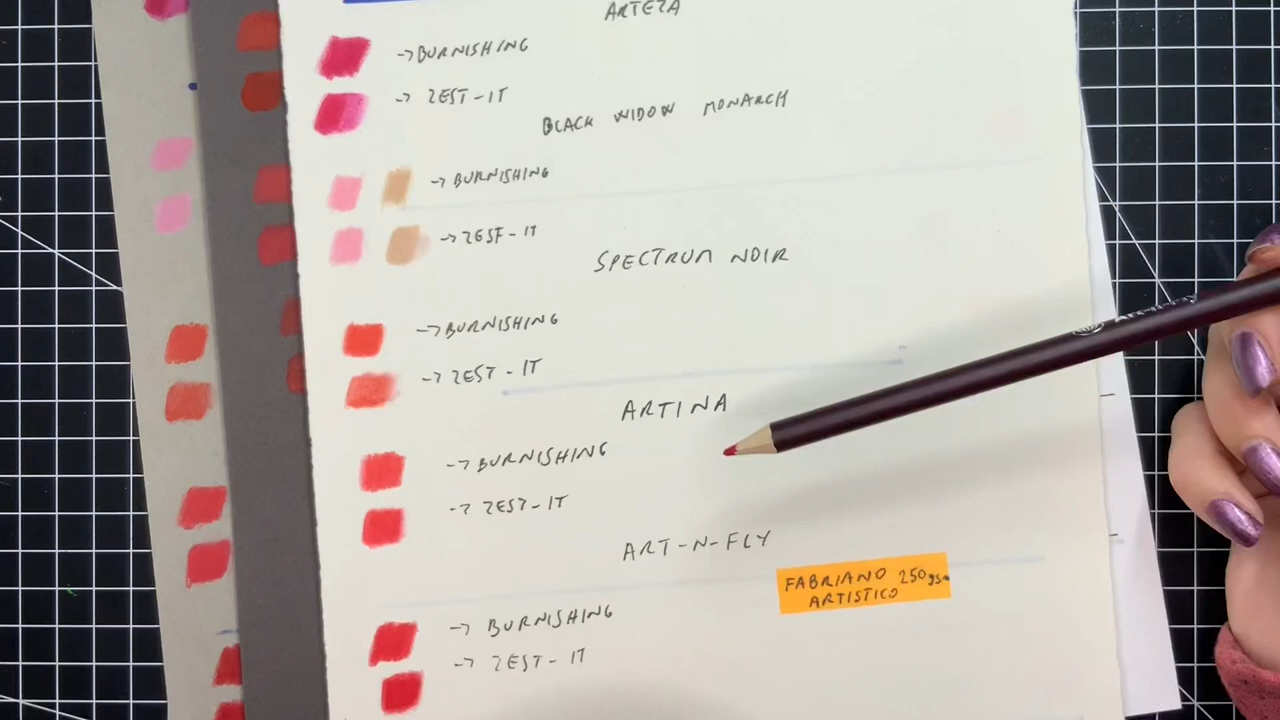 ARTEZA
→ BURNISHING
→ ZEST-IT
BLACK WIDOW MONARCH
→ BURNISHING
→ ZEST-IT
SPECTRUM NOIR
→ BURNISHING
→ ZEST-IT
ARTINA
→ BURNISHING
→ ZEST-IT
ART-N-FLY
FABRIANO 250gsm
ARTISTICO
→ BURNISHING
→ ZEST-IT